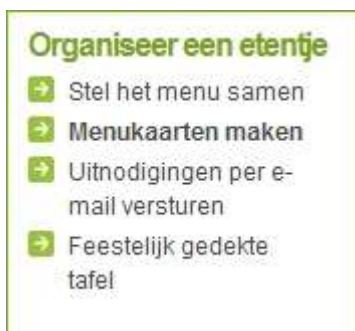 Organiseer een etentje
Stel het menu samen
Menukaarten maken
Uitnodigingen per e-
mail versturen
Feestelijk gedekte
tafel